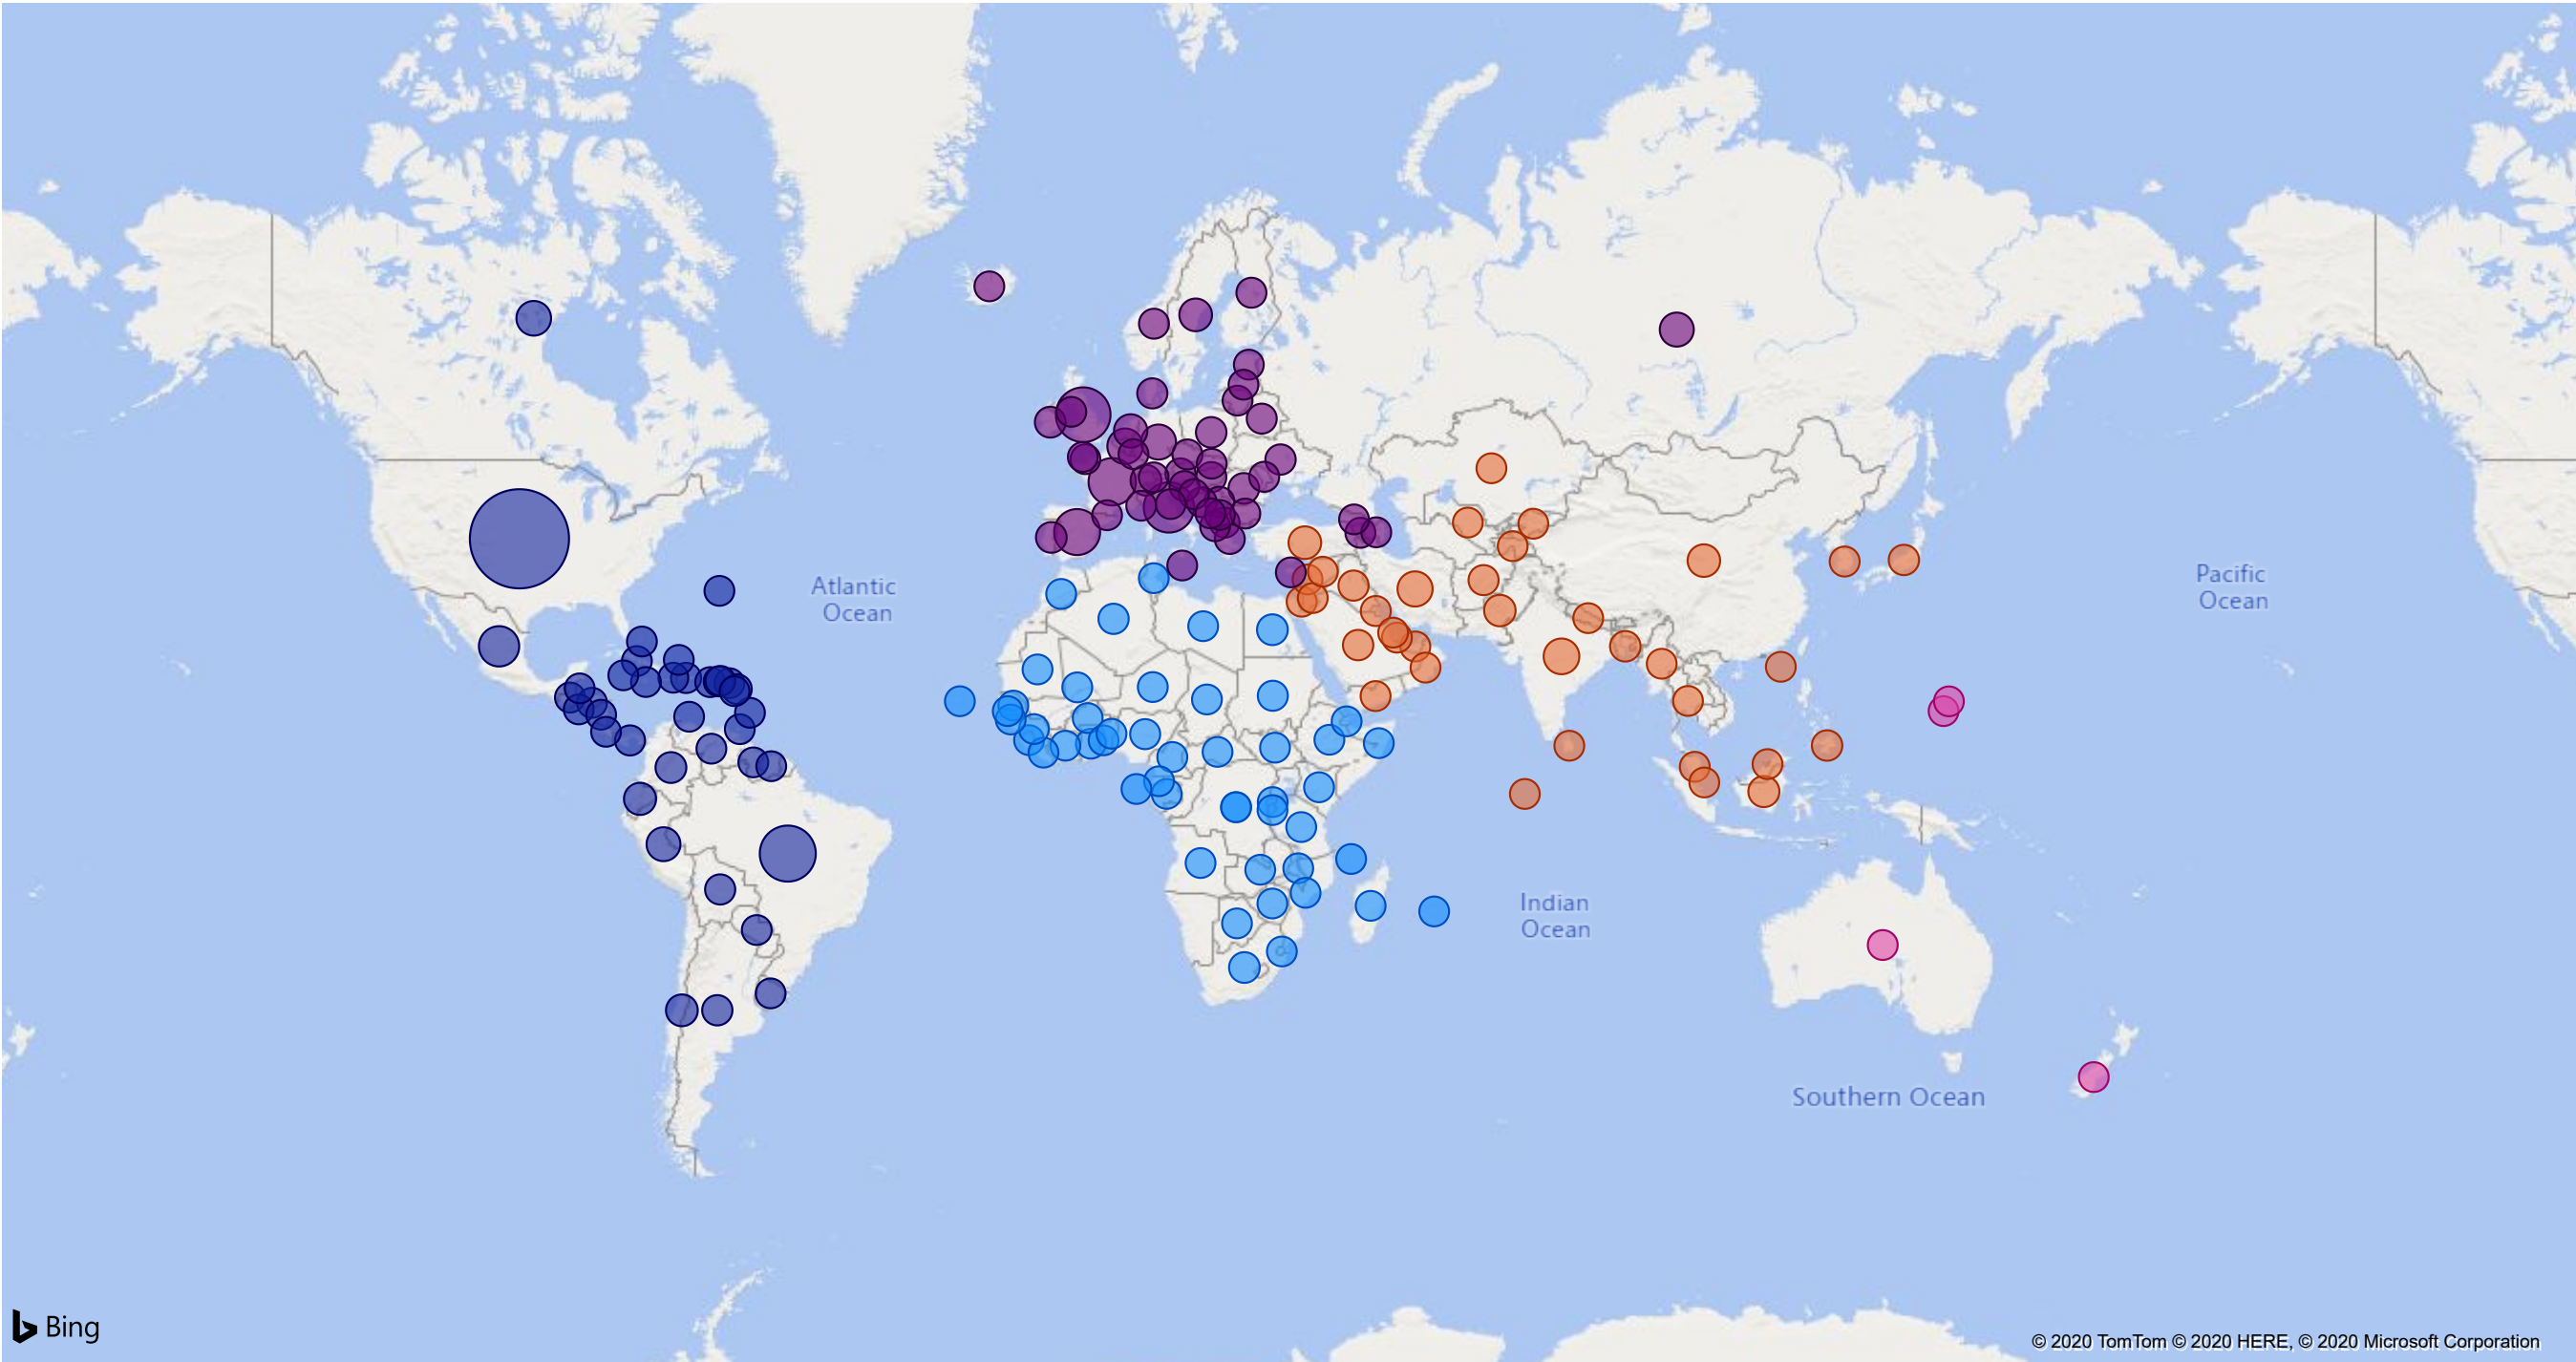 Atlantic
Ocean
Pacific
Ocean
Indian
Ocean
Southern Ocean
Bing
© 2020 TomTom © 2020 HERE, © 2020 Microsoft Corporation